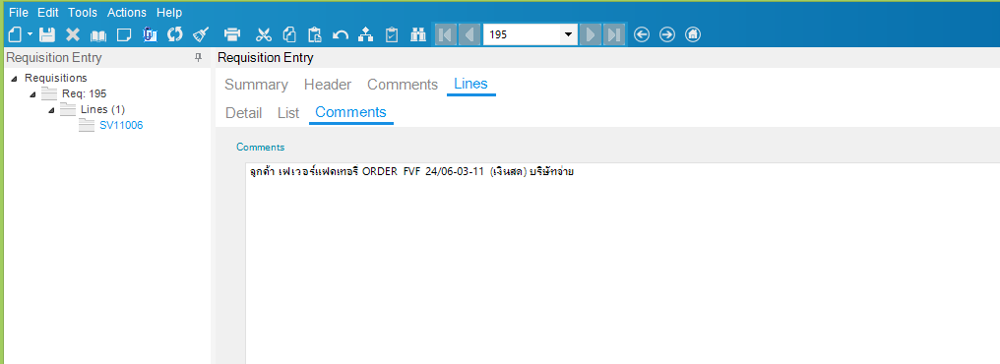 File Edit Tools Actions Help
195
Requisition Entry
Requisition Entry
Requisitions
Req: 195
Lines (1)
SV11006
Summary Header Comments Lines
Detail List Comments
Comments
ลูกค้า เฟเวอร์แฟคเทอรี่ ORDER FVF 24/06-03-11 (เงินสด) บริษัทจ่าย